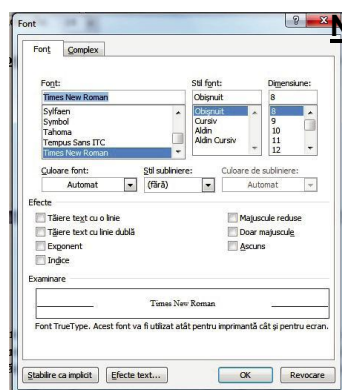 Font
Font Complex
Font: Stil font: Dimensiune:
Times New Roman Obișnuit 8
Sylfaen Obișnuit 8
Symbol Cursiv 9
Tahoma Aldin 10
Tempus Sans ITC Aldin Cursiv 11
Times New Roman 12
Culoare font: Stil subliniere: Culoare de subliniere:
Automat (fără) Automat
Efecte
Tăiere text cu o linie Majuscule reduse
Tăiere text cu linie dublă Doar majuscule
Exponent Ascuns
Indice
Examinare
Times New Roman
Font TrueType. Acest font va fi utilizat atât pentru imprimantă cât și pentru ecran.
Stabilire ca implicit Efecte text... OK Revocare